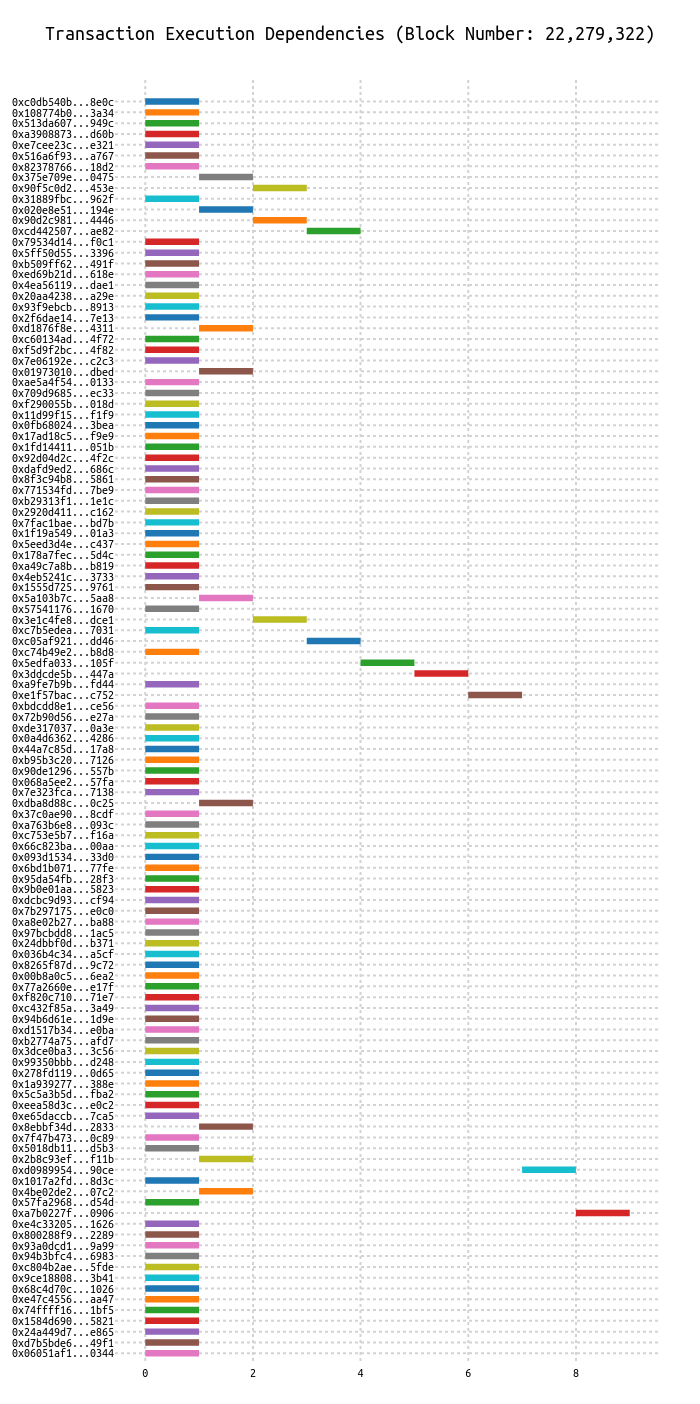 Transaction Execution Dependencies (Block Number: 22,279,322)
0xc0db540b...8e0c
0x108774b0...3a34
0x513da607...949c
0xa3908873...d60b
0xe7cee23c...e321
0x516a6f93...a767
0x82378766...18d2
0x375e709e...0475
0x90f5c0d2...453e
0x31889fbc...962f
0x020e8e51...194e
0x90d2c981...4446
0xcd442507...ae82
0x79534d14...f0c1
0x5ff50d55...3396
0xb509ff62...491f
0xed69b21d...618e
0x4ea56119...dae1
0x20aa4238...a29e
0x93f9ebcb...8913
0x2f6dae14...7e13
0xd1876f8e...4311
0xc60134ad...4f72
0xf5d9f2bc...4f82
0x7e06192e...c2c3
0x01973010...dbed
0xae5a4f54...0133
0x709d9685...ec33
0xf290055b...018d
0x11d99f15...f1f9
0x0fb68024...3bea
0x17ad18c5...f9e9
0x1fd14411...051b
0x92d04d2c...4f2c
0xdafd9ed2...686c
0x8f3c94b8...5861
0x771534fd...7be9
0xb29313f1...1e1c
0x2920d411...c162
0x7fac1bae...bd7b
0x1f19a549...01a3
0x5eed3d4e...c437
0x178a7fec...5d4c
0xa49c7a8b...b819
0x4eb5241c...3733
0x1555d725...9761
0x5a103b7c...5aa8
0x57541176...1670
0x3e1c4fe8...dce1
0xc7b5edea...7031
0xc05af921...dd46
0xc74b49e2...b8d8
0x5edfa033...105f
0x3ddcde5b...447a
0xa9fe7b9b...fd44
0xe1f57bac...c752
0xbdcdd8e1...ce56
0x72b90d56...e27a
0xde317037...0a3e
0x0a4d6362...4286
0x44a7c85d...17a8
0xb95b3c20...7126
0x90de1296...557b
0x068a5ee2...57fa
0x7e323fca...7138
0xdba8d88c...0c25
0x37c0ae90...8cdf
0xa763b6e8...093c
0xc753e5b7...f16a
0x66c823ba...00aa
0x093d1534...33d0
0x6bd1b071...77fe
0x95da54fb...28f3
0x9b0e01aa...5823
0xdcbc9d93...cf94
0x7b297175...e0c0
0xa8e02b27...ba88
0x97bcbdd8...1ac5
0x24dbbf0d...b371
0x036b4c34...a5cf
0x8265f87d...9c72
0x00b8a0c5...6ea2
0x77a2660e...e17f
0xf820c710...71e7
0xc432f85a...3a49
0x94b6d61e...1d9e
0xd1517b34...e0ba
0xb2774a75...afd7
0x3dce0ba3...3c56
0x99350bbb...d248
0x278fd119...0d65
0x1a939277...388e
0x5c5a3b5d...fba2
0xeea58d3c...e0c2
0xe65daccb...7ca5
0x8ebbf34d...2833
0x7f47b473...0c89
0x5018db11...d5b3
0x2b8c93ef...f11b
0xd0989954...90ce
0x1017a2fd...8d3c
0x4be02de2...07c2
0x57fa2968...d54d
0xa7b0227f...0906
0xe4c33205...1626
0x800288f9...2289
0x93a0dcd1...9a99
0x94b3bfc4...6983
0xc804b2ae...5fde
0x9ce18808...3b41
0x68c4d70c...1026
0xe47c4556...aa47
0x74ffff16...1bf5
0x1584d690...5821
0x24a449d7...e865
0xd7b5bde6...49f1
0x06051af1...0344
0 2 4 6 8